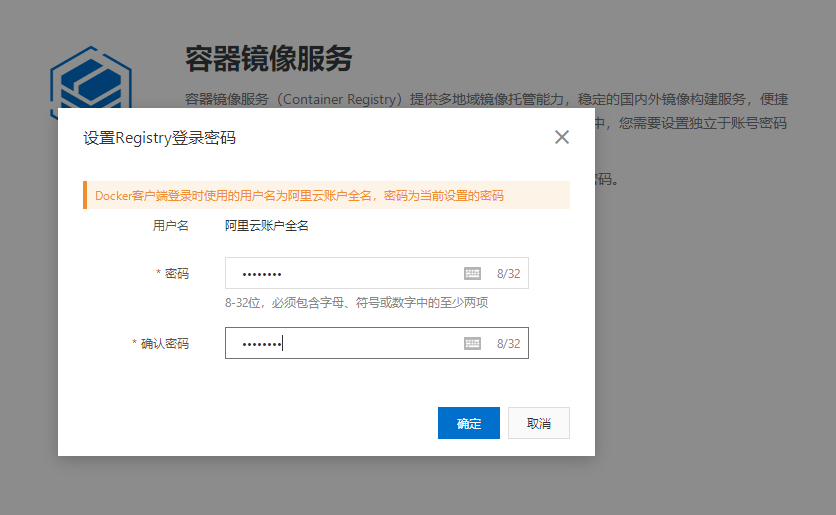 容器镜像服务
容器镜像服务（Container Registry）提供多地域镜像托管能力，稳定的国内外镜像构建服务，便捷
中，您需要设置独立于账号密码
码。
设置Registry登录密码
Docker客户端登录时使用的用户名为阿里云账户全名，密码为当前设置的密码
用户名 阿里云账户全名
* 密码 •••••••• 8/32
8-32位，必须包含字母、符号或数字中的至少两项
* 确认密码 •••••••• 8/32
确定 取消